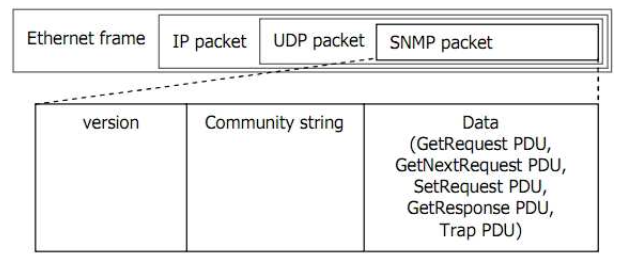 Ethernet frame IP packet UDP packet SNMP packet
version Community string Data
(GetRequest PDU,
GetNextRequest PDU,
SetRequest PDU,
GetResponse PDU,
Trap PDU)